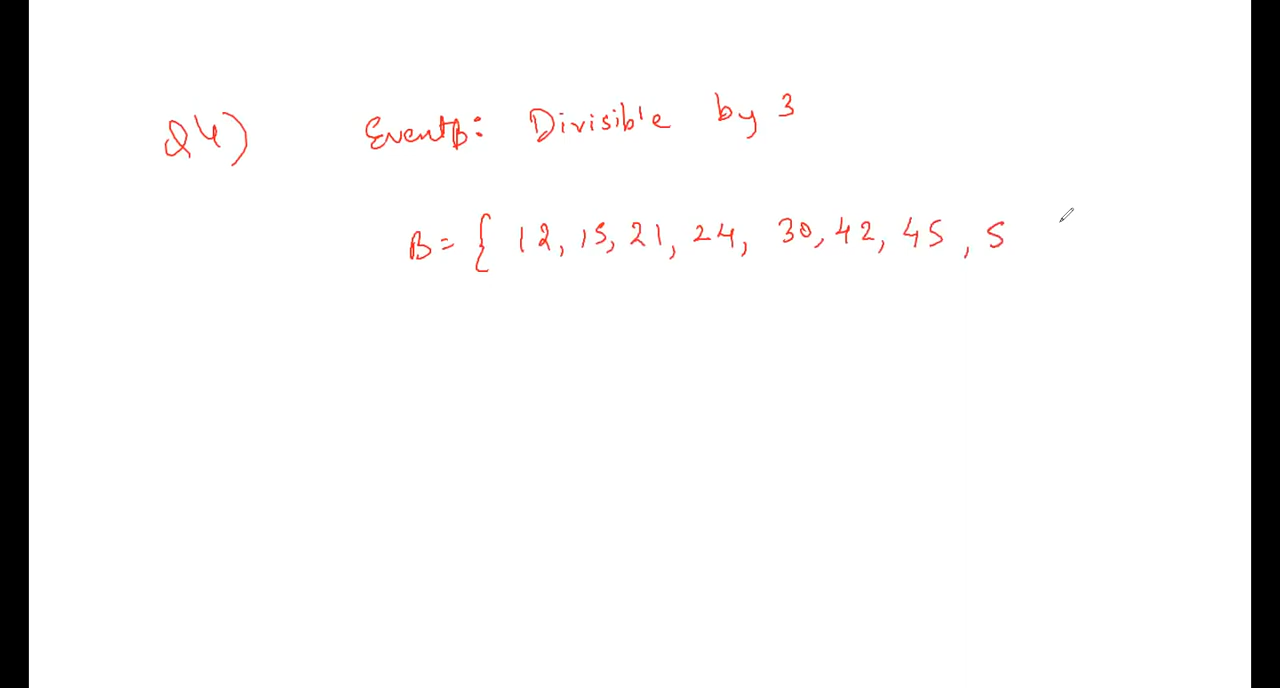 Q4) Event B: Divisible by 3
B = { 12, 15, 21, 24, 30, 42, 45, 5